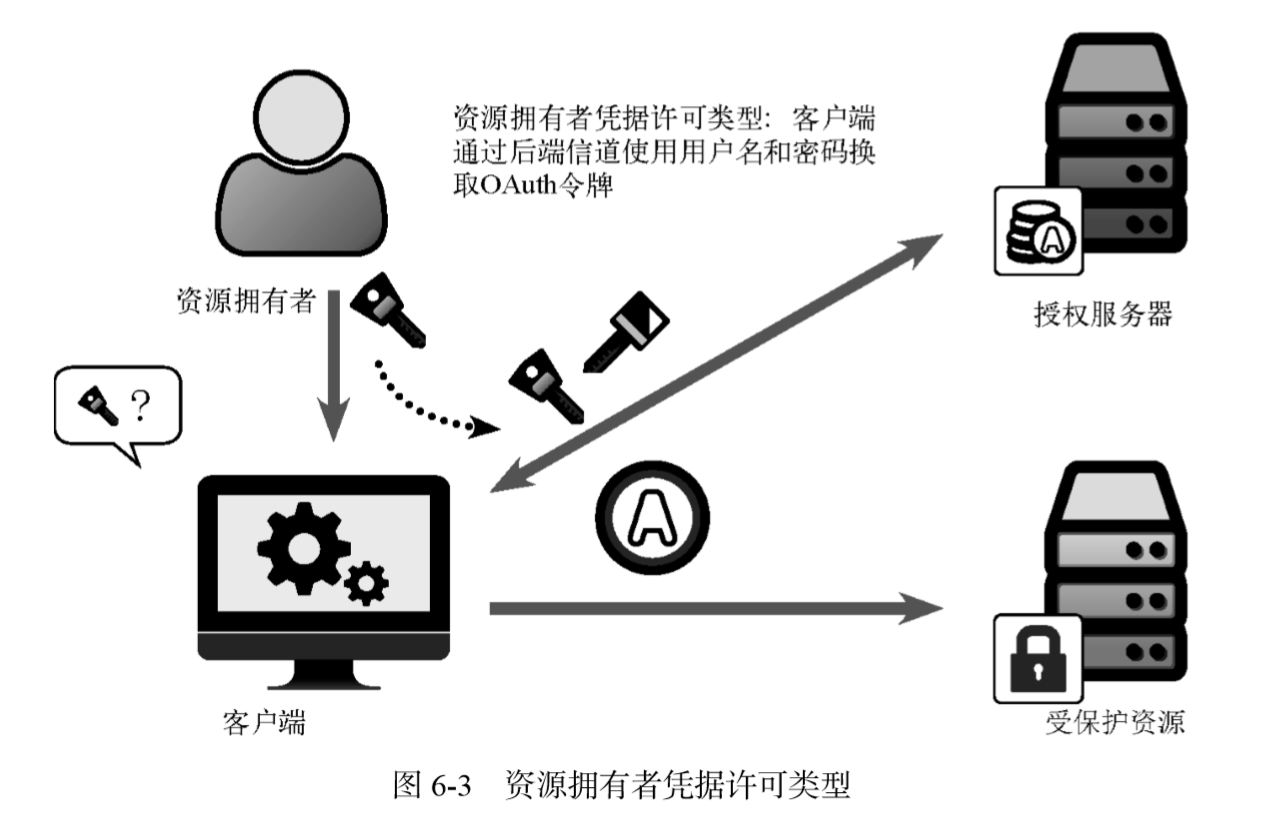 资源拥有者凭据许可类型：客户端
通过后端信道使用用户名和密码换
取OAuth令牌
资源拥有者
授权服务器
？
A
A
客户端
受保护资源
图 6-3 资源拥有者凭据许可类型